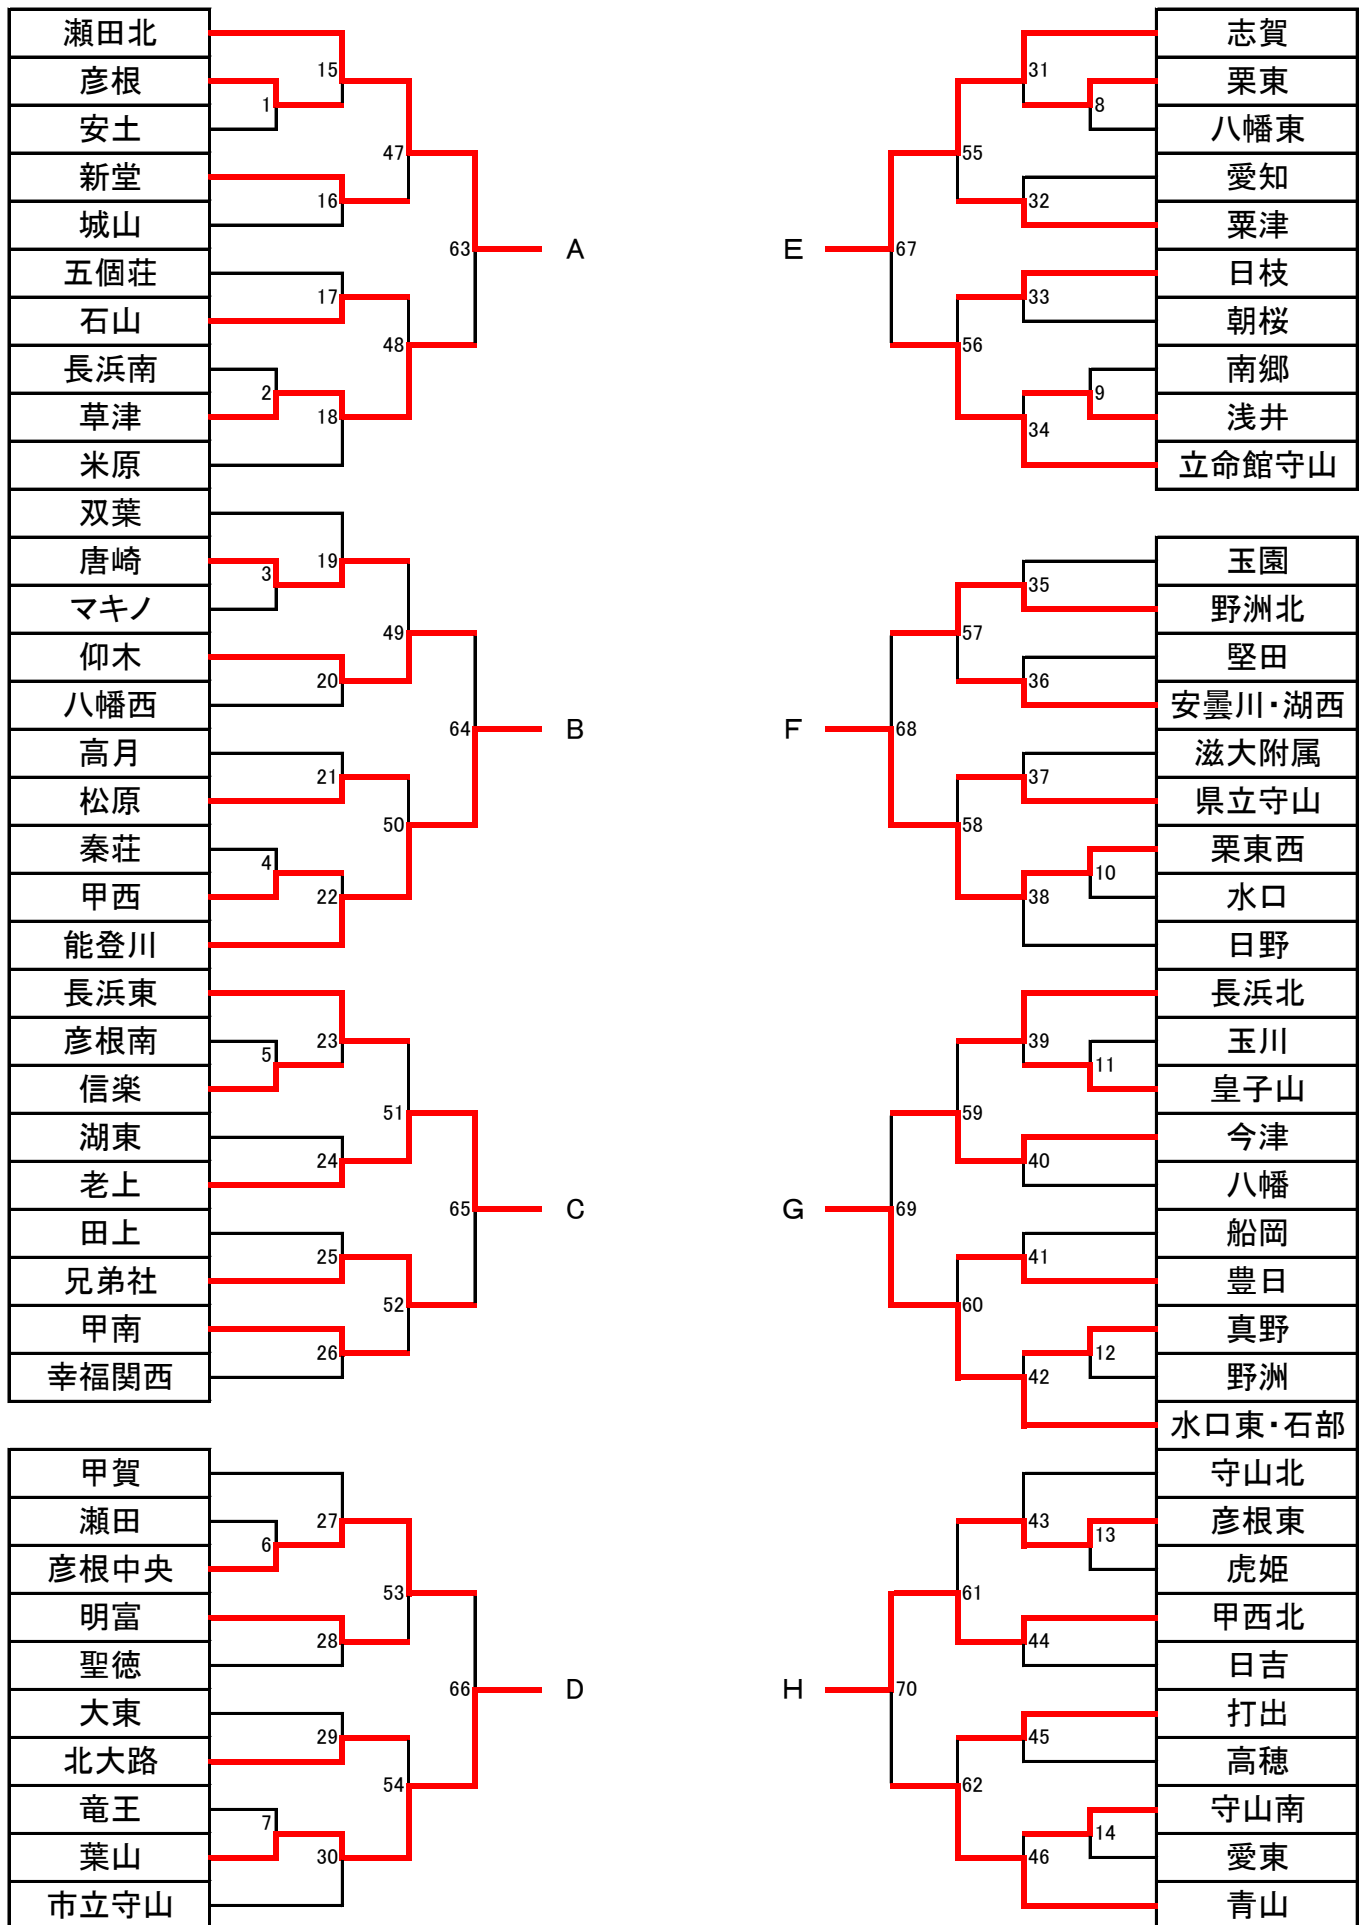 瀬田北
彦根
安土
新堂
城山
五個荘
石山
長浜南
草津
米原
双葉
唐崎
マキノ
仰木
八幡西
高月
松原
秦荘
甲西
能登川
長浜東
彦根南
信楽
湖東
老上
田上
兄弟社
甲南
幸福関西
甲賀
瀬田
彦根中央
明富
聖徳
大東
北大路
竜王
葉山
市立守山
1
2
3
4
5
6
7
15
16
17
18
19
20
21
22
23
24
25
26
27
28
29
30
47
48
49
50
51
52
53
54
63
64
65
66
A
B
C
D
E
F
G
H
67
68
69
70
55
56
57
58
59
60
61
62
31
32
33
34
35
36
37
38
39
40
41
42
43
44
45
46
8
9
10
11
12
13
14
志賀
栗東
八幡東
愛知
粟津
日枝
朝桜
南郷
浅井
立命館守山
玉園
野洲北
堅田
安曇川・湖西
滋大附属
県立守山
栗東西
水口
日野
長浜北
玉川
皇子山
今津
八幡
船岡
豊日
真野
野洲
水口東・石部
守山北
彦根東
虎姫
甲西北
日吉
打出
高穂
守山南
愛東
青山